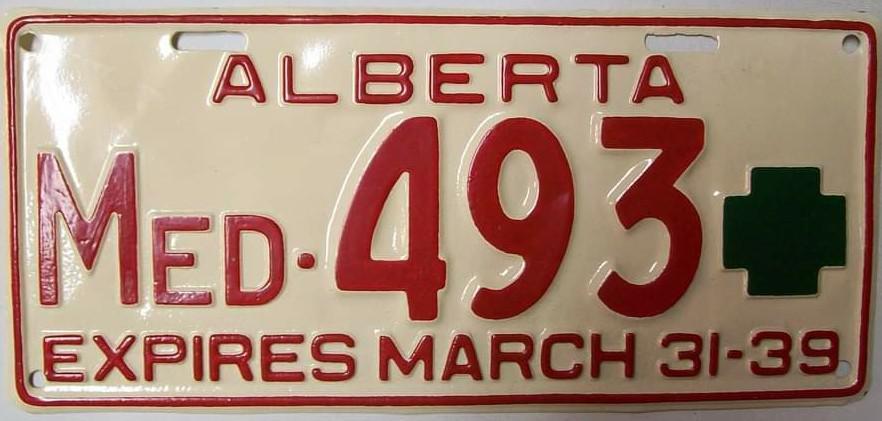 ALBERTA
MED·493
EXPIRES MARCH 31-39